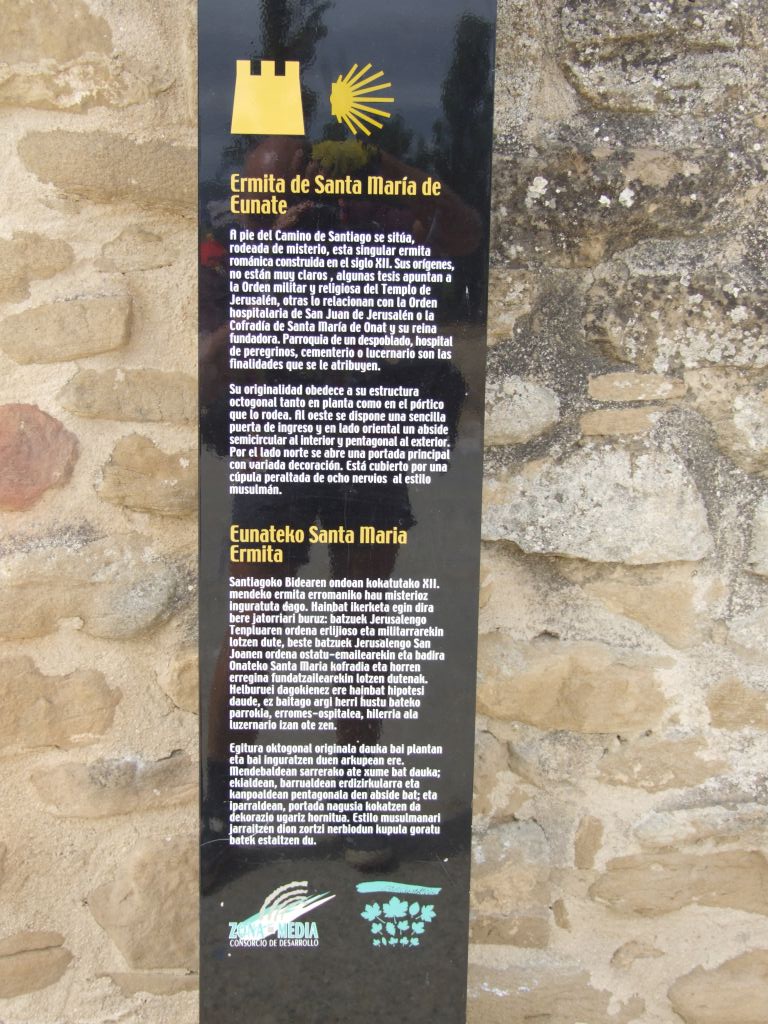 Ermita de Santa María de
Eunate
A pie del Camino de Santiago se sitúa,
rodeada de misterio, esta singular ermita
románica construida en el siglo XII. Sus orígenes,
no están muy claros , algunas tesis apuntan a
la Orden militar y religiosa del Templo de
Jerusalén, otras lo relacionan con la Orden
hospitalaria de San Juan de Jerusalén o la
Cofradía de Santa María de Onat y su reina
fundadora. Parroquia de un despoblado, hospital
de peregrinos, cementerio o lucernario son las
finalidades que se le atribuyen.
Su originalidad obedece a su estructura
octogonal tanto en planta como en el pórtico
que lo rodea. Al oeste se dispone una sencilla
puerta de ingreso y en lado oriental un abside
semicircular al interior y pentagonal al exterior.
Por el lado norte se abre una portada principal
con variada decoración. Está cubierto por una
cúpula peraltada de ocho nervios al estilo
musulmán.
Eunateko Santa Maria
Ermita
Santiagoko Bidearen ondoan kokatutako XII.
mendeko ermita erromaniko hau misterioz
inguratuta dago. Hainbat ikerketa egin dira
bere jatorriari buruz: batzuek Jerusalengo
Tenpluaren ordena erlijioso eta militarrarekin
lotzen dute, beste batzuek Jerusalengo San
Joanen ordena ostatu-emailearekin eta badira
Onateko Santa Maria kofradia eta horren
erregina fundatzailearekin lotzen dutenak.
Helburuei dagokienez ere hainbat hipotesi
daude, ez baitago argi herri hustu bateko
parrokia, erromes-ospitalea, hilerria ala
luzernario izan ote zen.
Egitura oktogonal originala dauka bai plantan
eta bai inguratzen duen arkupean ere.
Mendebaldean sarrerako ate xume bat dauka;
ekialdean, barrualdean erdizirkularra eta
kanpoaldean pentagonala den abside bat; eta
iparraldean, portada nagusia kokatzen da
dekorazio ugariz hornitua. Estilo musulmanari
jarraitzen dion zortzi nerbiodun kupula goratu
batek estaltzen du.
ZONA MEDIA
CONSORCIO DE DESARROLLO